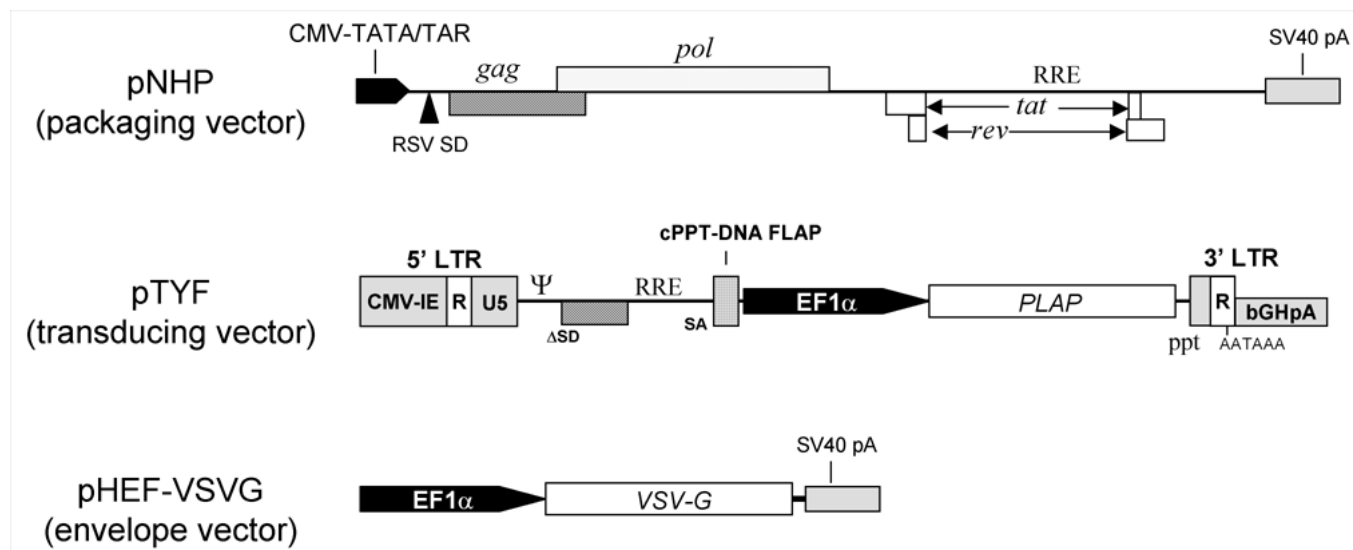 CMV-TATA/TAR
SV40 pA
gag
pol
RRE
pNHP
(packaging vector)
tat
rev
RSV SD
cPPT-DNA FLAP
5’ LTR
3’ LTR
pTYF
(transducing vector)
Ψ
RRE
CMV-IE
R
U5
EF1α
PLAP
R
bGHpA
ΔSD
SA
ppt
AATAAA
SV40 pA
pHEF-VSVG
(envelope vector)
EF1α
VSV-G